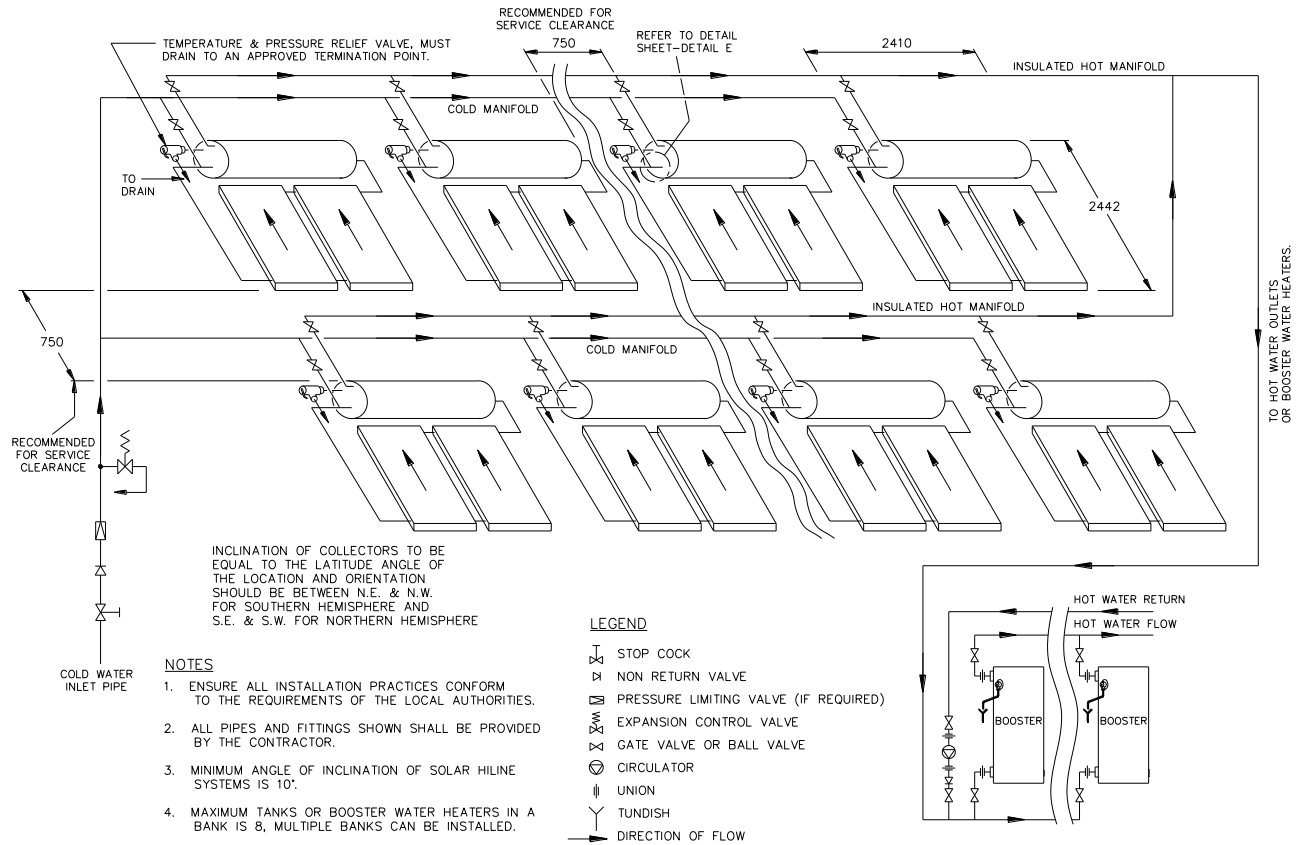 RECOMMENDED FOR
SERVICE CLEARANCE
750
REFER TO DETAIL
SHEET-DETAIL E
2410
TEMPERATURE & PRESSURE RELIEF VALVE, MUST
DRAIN TO AN APPROVED TERMINATION POINT.
INSULATED HOT MANIFOLD
COLD MANIFOLD
TO
DRAIN
2442
INSULATED HOT MANIFOLD
COLD MANIFOLD
750
RECOMMENDED
FOR SERVICE
CLEARANCE
TO HOT WATER OUTLETS
OR BOOSTER WATER HEATERS.
INCLINATION OF COLLECTORS TO BE
EQUAL TO THE LATITUDE ANGLE OF
THE LOCATION AND ORIENTATION
SHOULD BE BETWEEN N.E. & N.W.
FOR SOUTHERN HEMISPHERE AND
S.E. & S.W. FOR NORTHERN HEMISPHERE
COLD WATER
INLET PIPE
NOTES
1. ENSURE ALL INSTALLATION PRACTICES CONFORM
TO THE REQUIREMENTS OF THE LOCAL AUTHORITIES.
2. ALL PIPES AND FITTINGS SHOWN SHALL BE PROVIDED
BY THE CONTRACTOR.
3. MINIMUM ANGLE OF INCLINATION OF SOLAR HILINE
SYSTEMS IS 10°.
4. MAXIMUM TANKS OR BOOSTER WATER HEATERS IN A
BANK IS 8, MULTIPLE BANKS CAN BE INSTALLED.
LEGEND
STOP COCK
NON RETURN VALVE
PRESSURE LIMITING VALVE (IF REQUIRED)
EXPANSION CONTROL VALVE
GATE VALVE OR BALL VALVE
CIRCULATOR
UNION
TUNDISH
DIRECTION OF FLOW
HOT WATER RETURN
HOT WATER FLOW
BOOSTER
BOOSTER